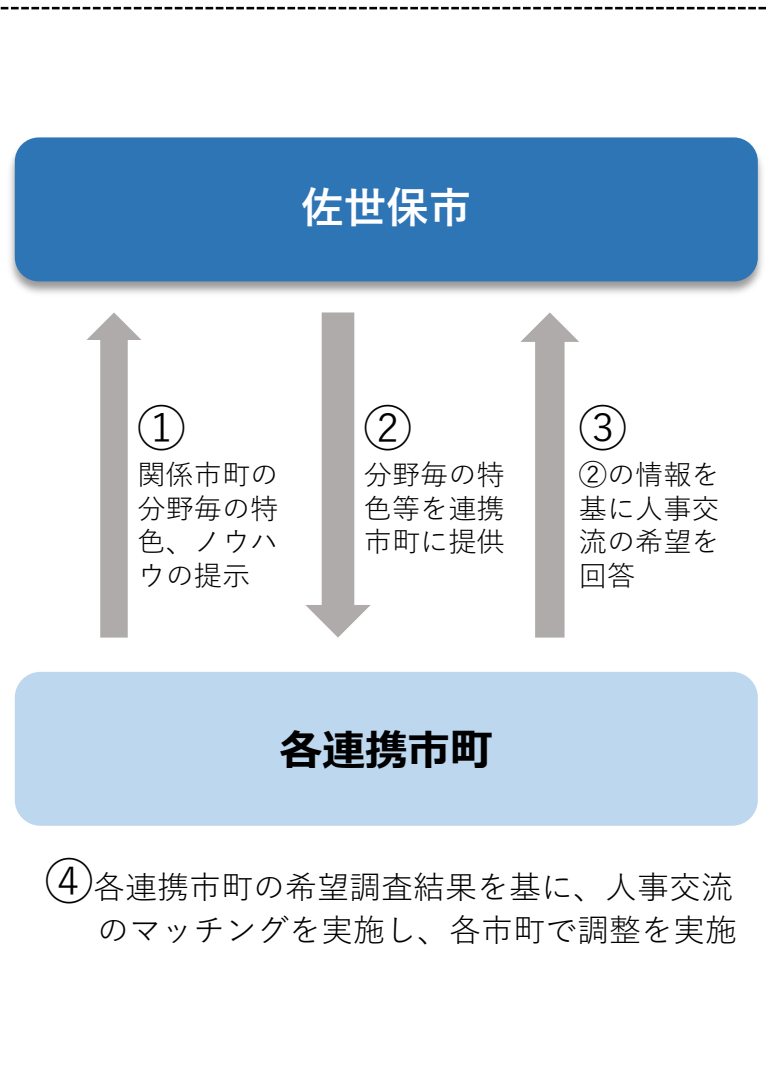 佐世保市
①
関係市町の
分野毎の特
色、ノウハ
ウの提示
②
分野毎の特
色等を連携
市町に提供
③
②の情報を
基に人事交
流の希望を
回答
各連携市町
④各連携市町の希望調査結果を基に、人事交流
のマッチングを実施し、各市町で調整を実施